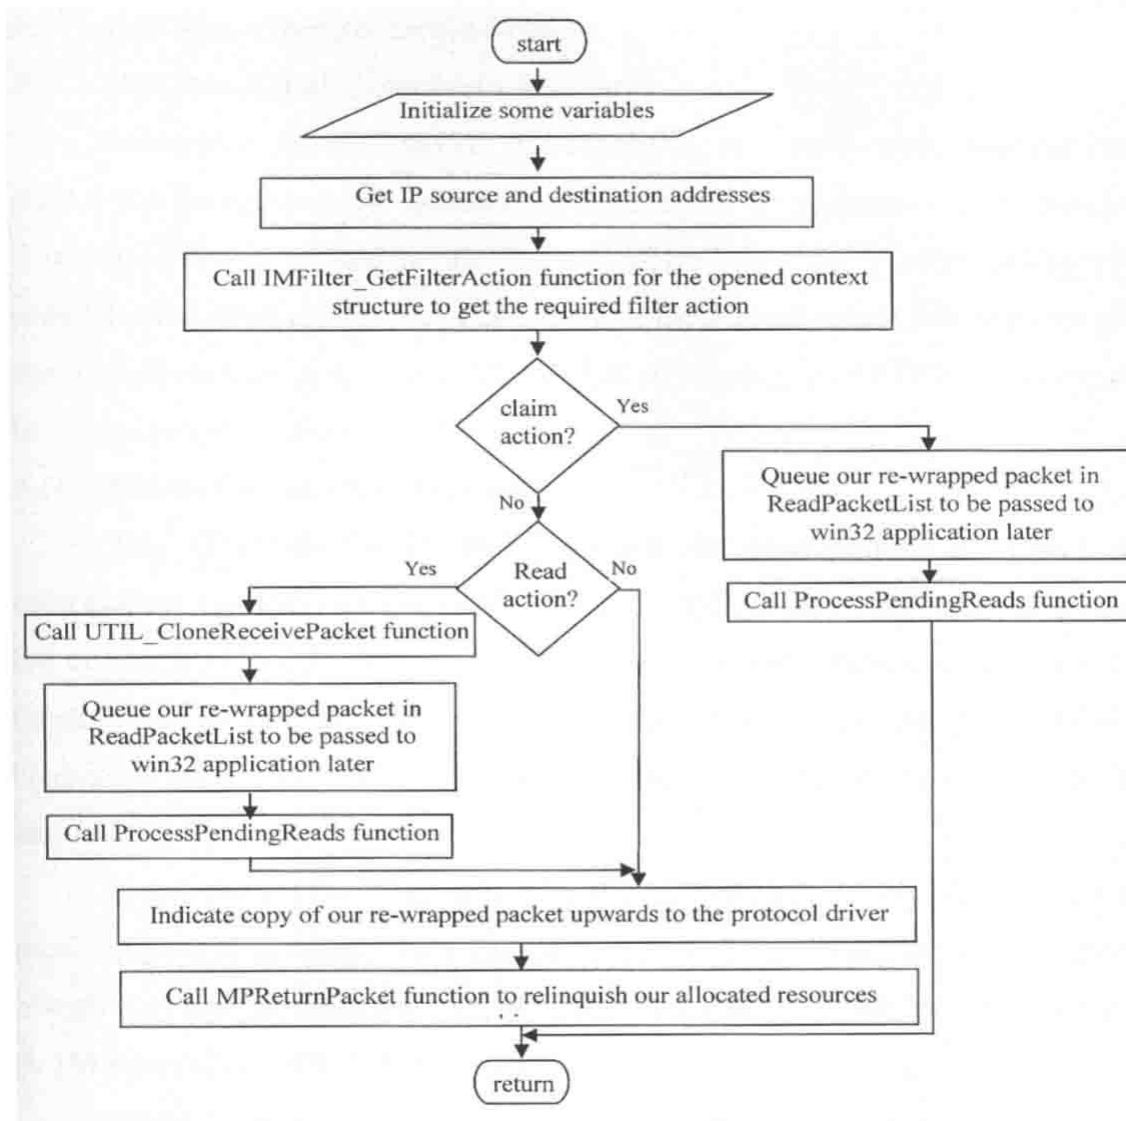 start
Initialize some variables
Get IP source and destination addresses
Call IMFilter_GetFilterAction function for the opened context
structure to get the required filter action
claim
action?
Yes
No
Queue our re-wrapped packet in
ReadPacketList to be passed to
win32 application later
Call ProcessPendingReads function
Read
action?
Yes
No
Call UTIL_CloneReceivePacket function
Queue our re-wrapped packet in
ReadPacketList to be passed to
win32 application later
Call ProcessPendingReads function
Indicate copy of our re-wrapped packet upwards to the protocol driver
Call MPReturnPacket function to relinquish our allocated resources
return